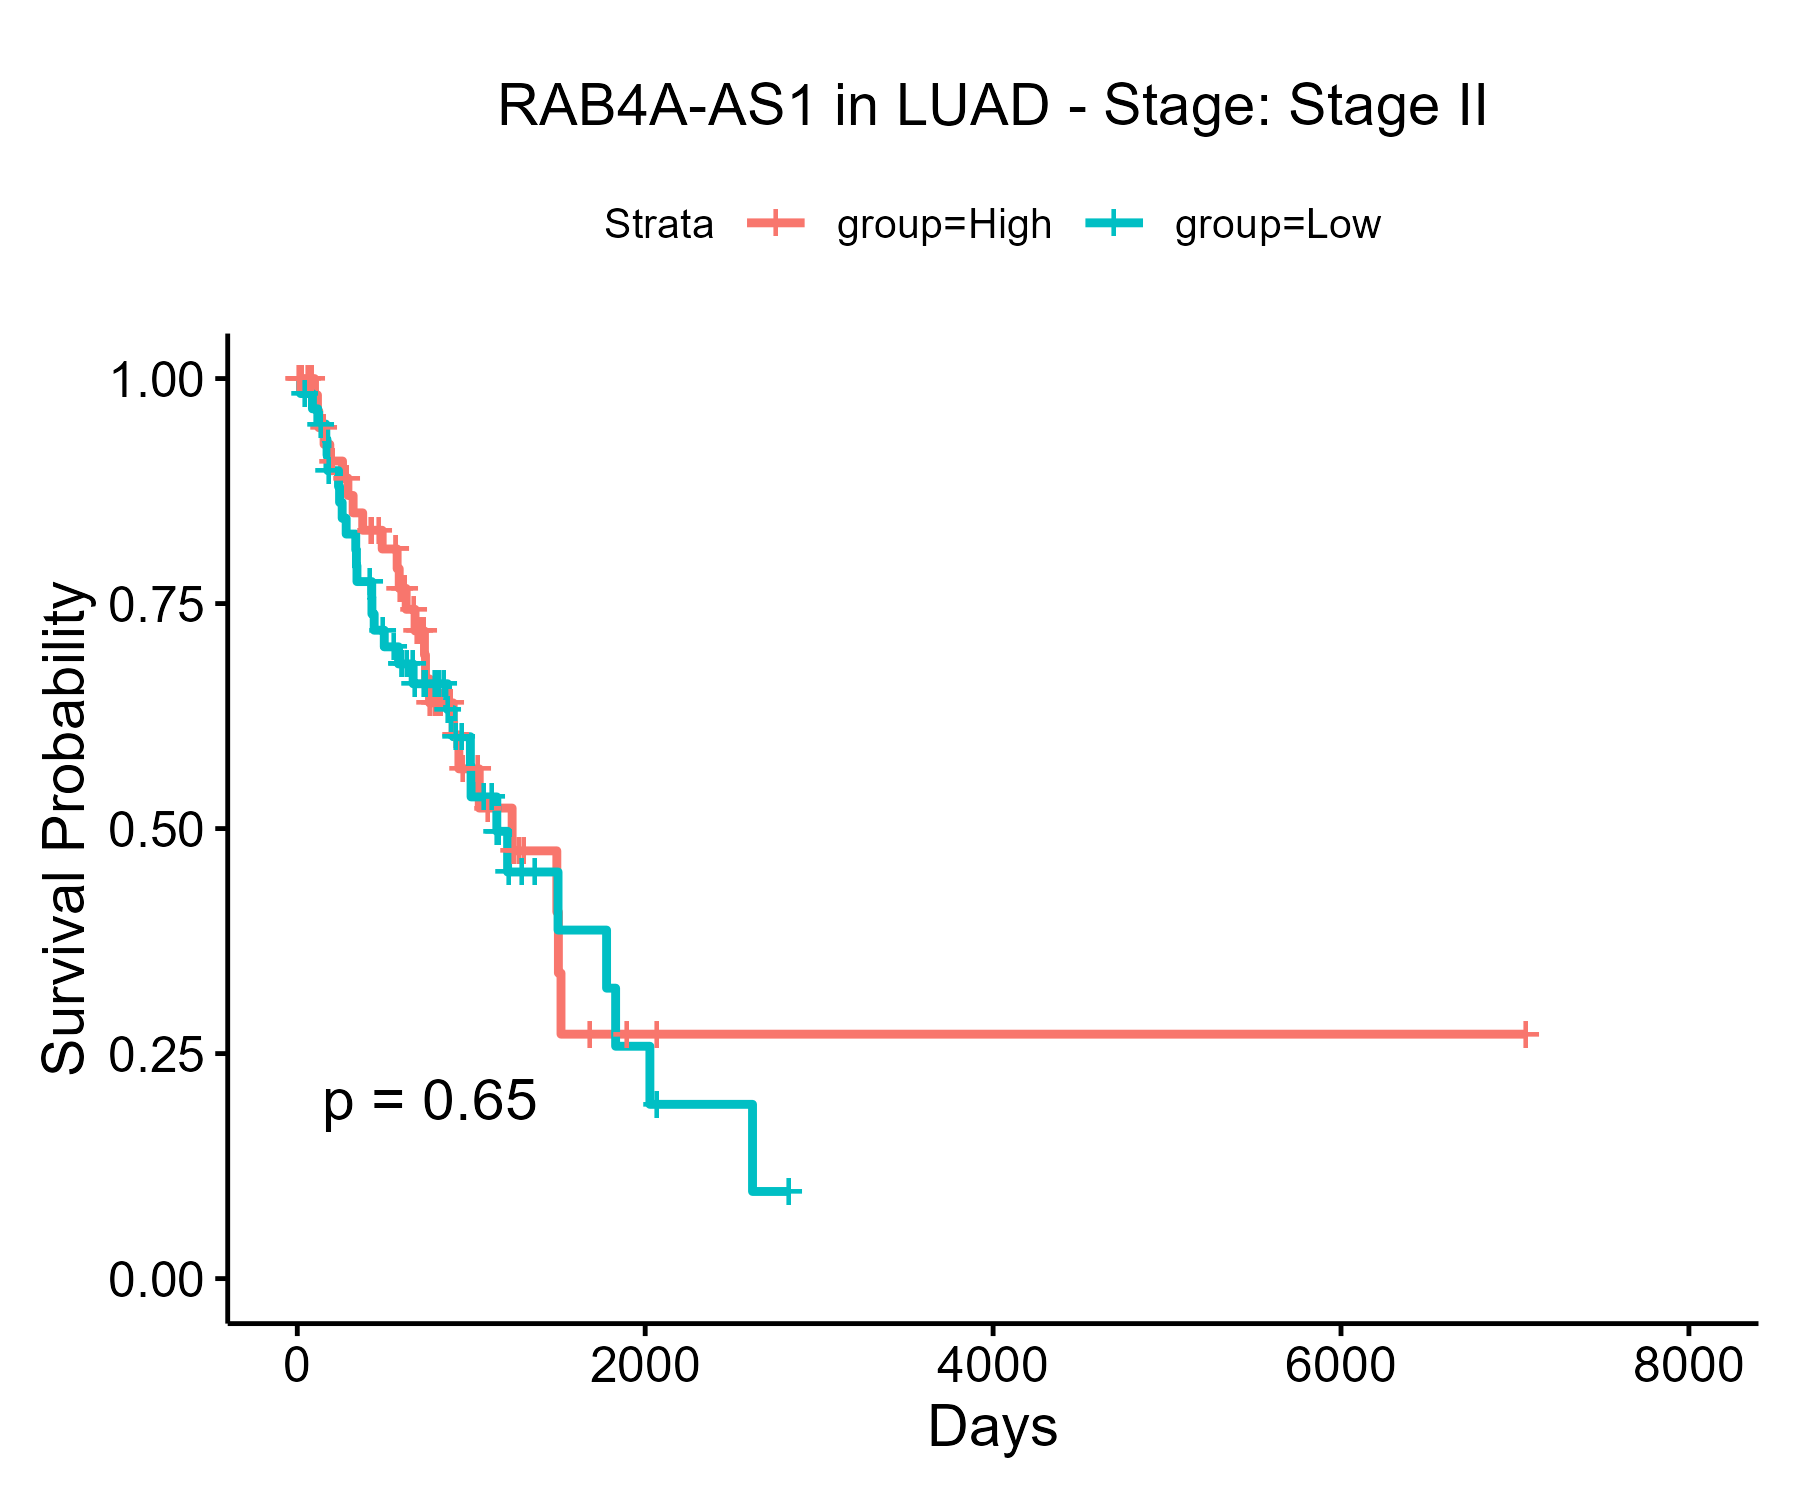 RAB4A-AS1 in LUAD - Stage: Stage II
Strata group=High group=Low
Survival Probability
1.00
0.75
0.50
0.25
0.00
p = 0.65
0 2000 4000 6000 8000
Days